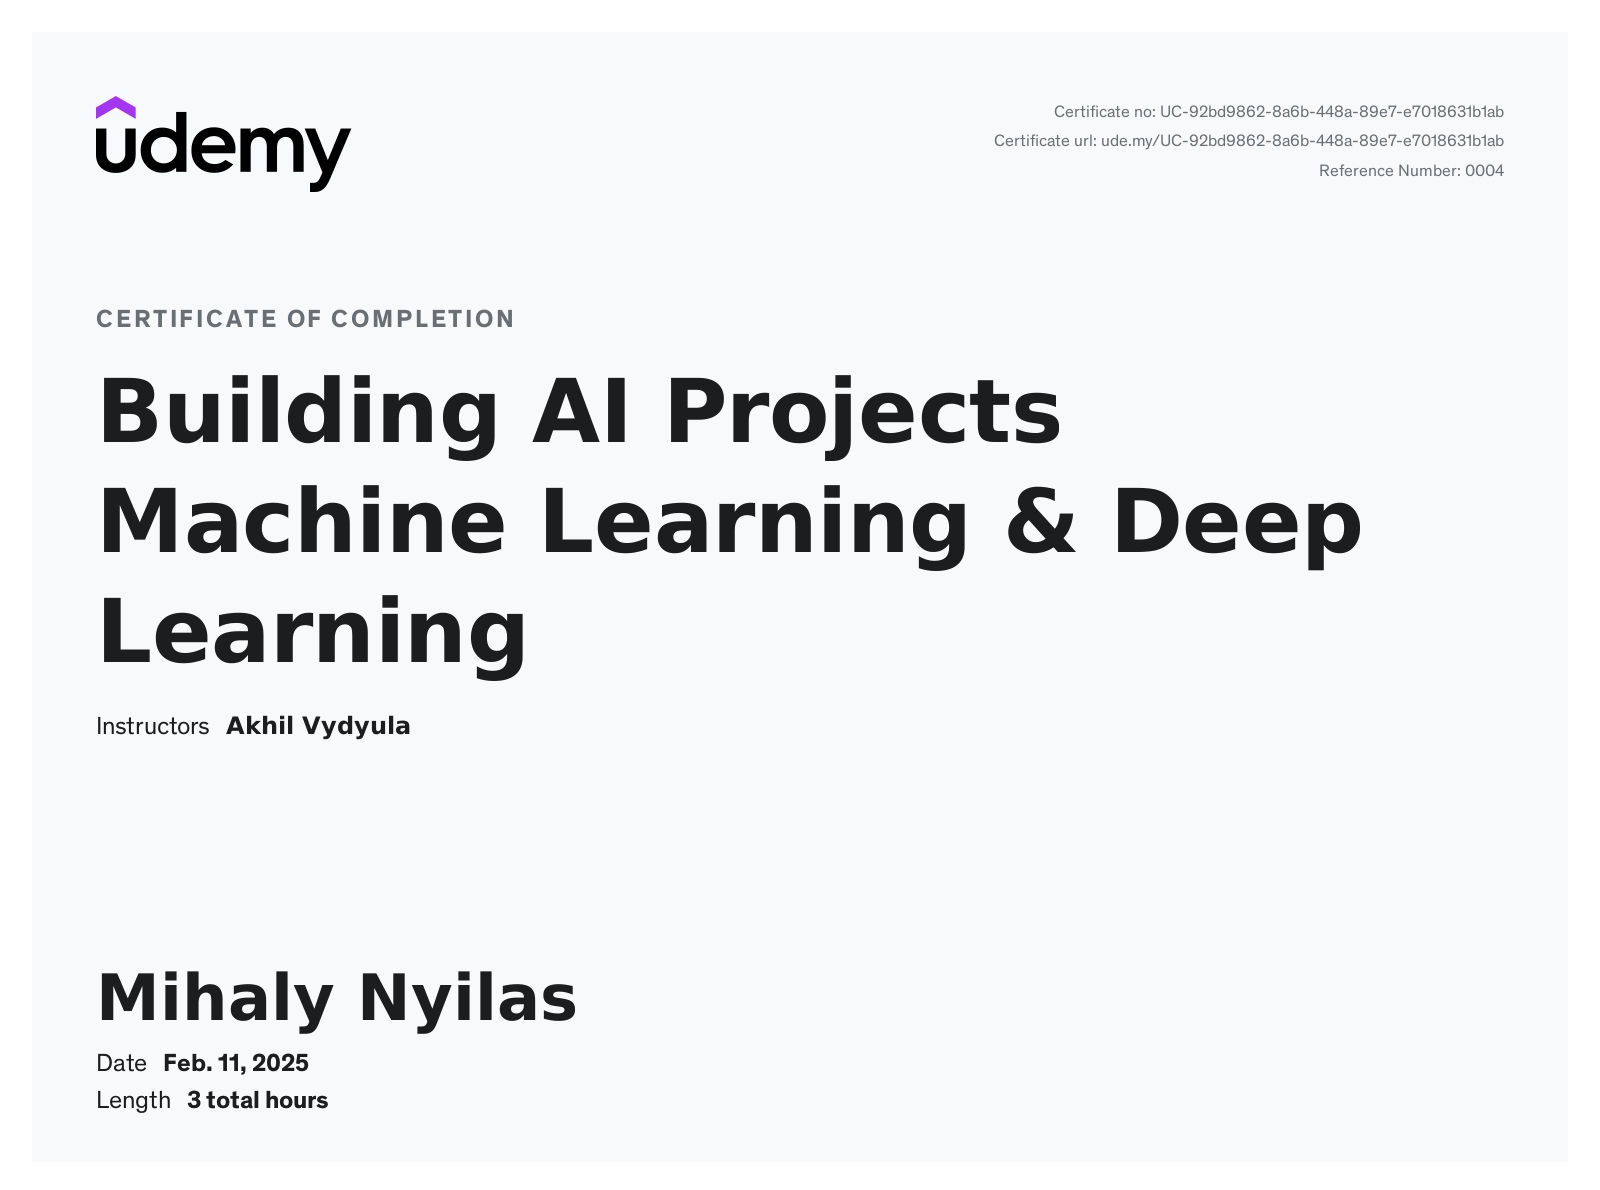 udemy
Certificate no: UC-92bd9862-8a6b-448a-89e7-e7018631b1ab
Certificate url: ude.my/UC-92bd9862-8a6b-448a-89e7-e7018631b1ab
Reference Number: 0004
CERTIFICATE OF COMPLETION
Building AI Projects
Machine Learning & Deep
Learning
Instructors Akhil Vydyula
Mihaly Nyilas
Date Feb. 11, 2025
Length 3 total hours